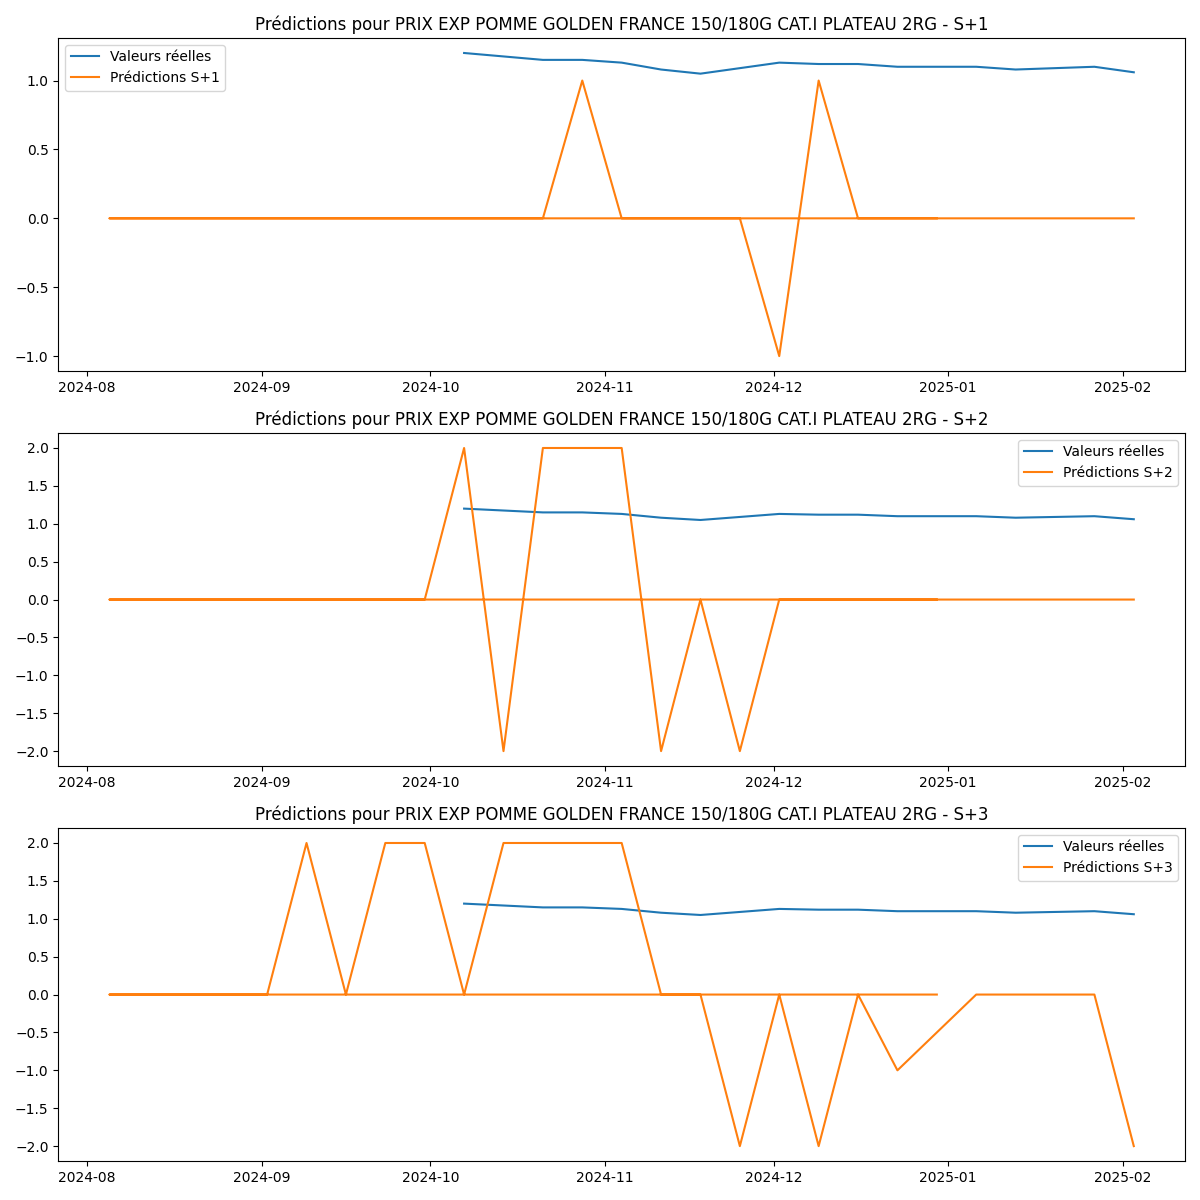 Prédictions pour PRIX EXP POMME GOLDEN FRANCE 150/180G CAT.I PLATEAU 2RG - S+1
Valeurs réelles
Prédictions S+1
1.0
0.5
0.0
−0.5
−1.0
2024-08 2024-09 2024-10 2024-11 2024-12 2025-01 2025-02
Prédictions pour PRIX EXP POMME GOLDEN FRANCE 150/180G CAT.I PLATEAU 2RG - S+2
Valeurs réelles
Prédictions S+2
2.0
1.5
1.0
0.5
0.0
−0.5
−1.0
−1.5
−2.0
2024-08 2024-09 2024-10 2024-11 2024-12 2025-01 2025-02
Prédictions pour PRIX EXP POMME GOLDEN FRANCE 150/180G CAT.I PLATEAU 2RG - S+3
Valeurs réelles
Prédictions S+3
2.0
1.5
1.0
0.5
0.0
−0.5
−1.0
−1.5
−2.0
2024-08 2024-09 2024-10 2024-11 2024-12 2025-01 2025-02